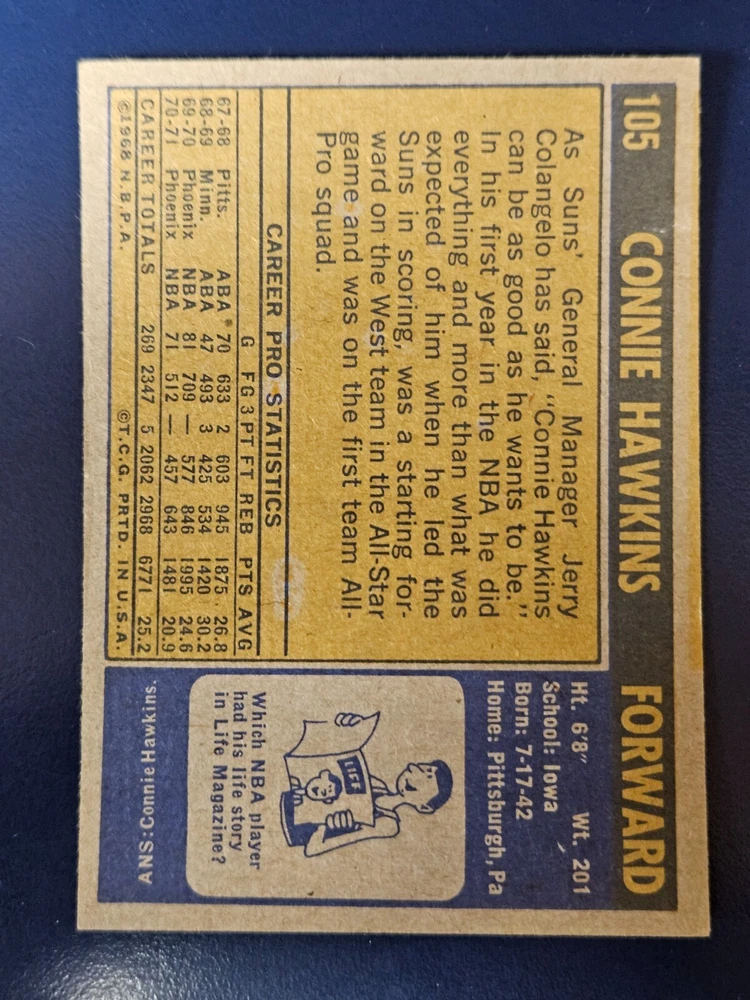 105 CONNIE HAWKINS FORWARD
As Suns' General Manager Jerry
Colangelo has said, "Connie Hawkins
can be as good as he wants to be."
In his first year in the NBA he did
everything and more than what was
expected of him when he led the
Suns in scoring, was a starting for-
ward on the West team in the All-Star
game and was on the first team All-
Pro squad.
CAREER PRO STATISTICS
G FG 3PT FT REB PTS AVG
67-68 Pitts. ABA 70 633 2 603 945 1875 26.8
68-69 Minn. ABA 47 493 3 425 534 1420 30.2
69-70 Phoenix NBA 81 709 — 577 846 1995 24.6
70-71 Phoenix NBA 71 512 — 457 643 1481 20.9
CAREER TOTALS 269 2347 5 2062 2968 6771 25.2
©1968 N.B.P.A. ©T.C.G. PRTD. IN U.S.A.
Ht. 6'8" Wt. 201
School: Iowa
Born: 7-17-42
Home: Pittsburgh, Pa
LIFE
Which NBA player
had his life story
in Life Magazine?
ANS: Connie Hawkins.